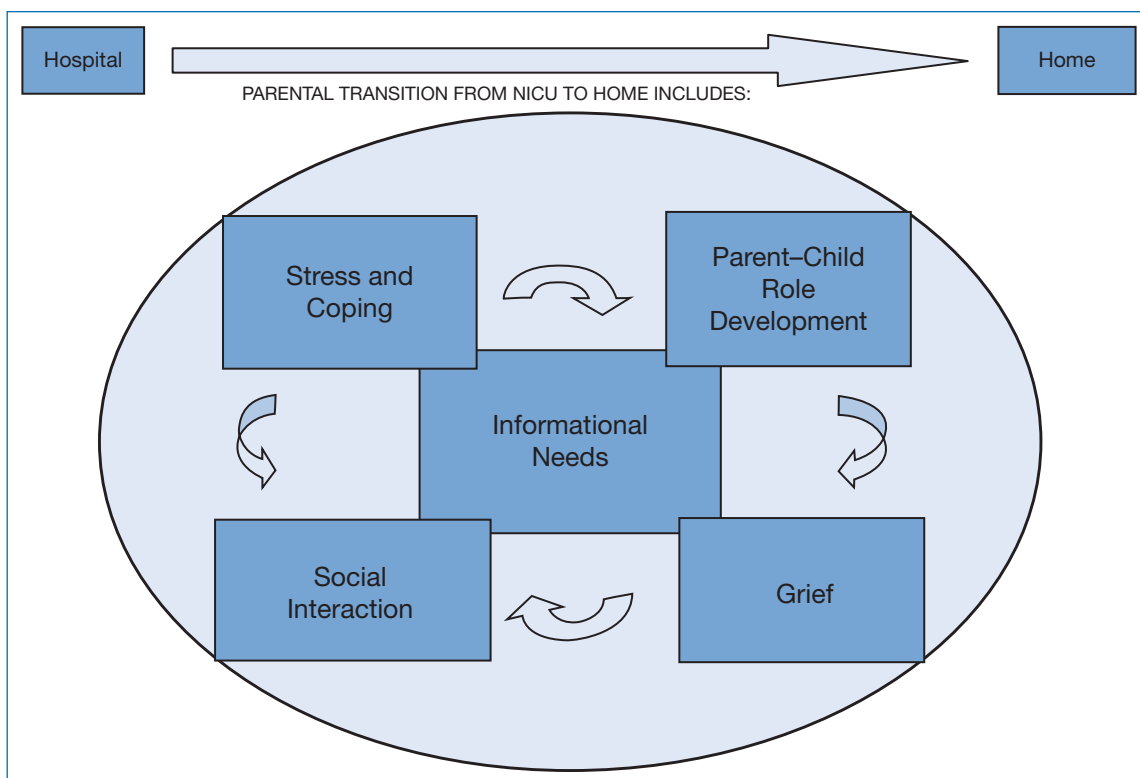 Hospital
Home
PARENTAL TRANSITION FROM NICU TO HOME INCLUDES:
Stress and
Coping
Parent–Child
Role
Development
Informational
Needs
Social
Interaction
Grief